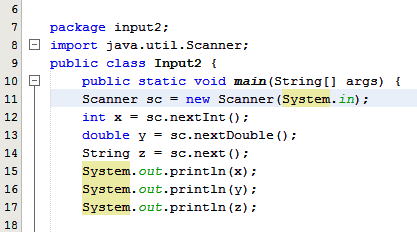 6
7 package input2;
8 import java.util.Scanner;
9 public class Input2 {
10 public static void main(String[] args) {
11 Scanner sc = new Scanner(System.in);
12 int x = sc.nextInt();
13 double y = sc.nextDouble();
14 String z = sc.next();
15 System.out.println(x);
16 System.out.println(y);
17 System.out.println(z);
18